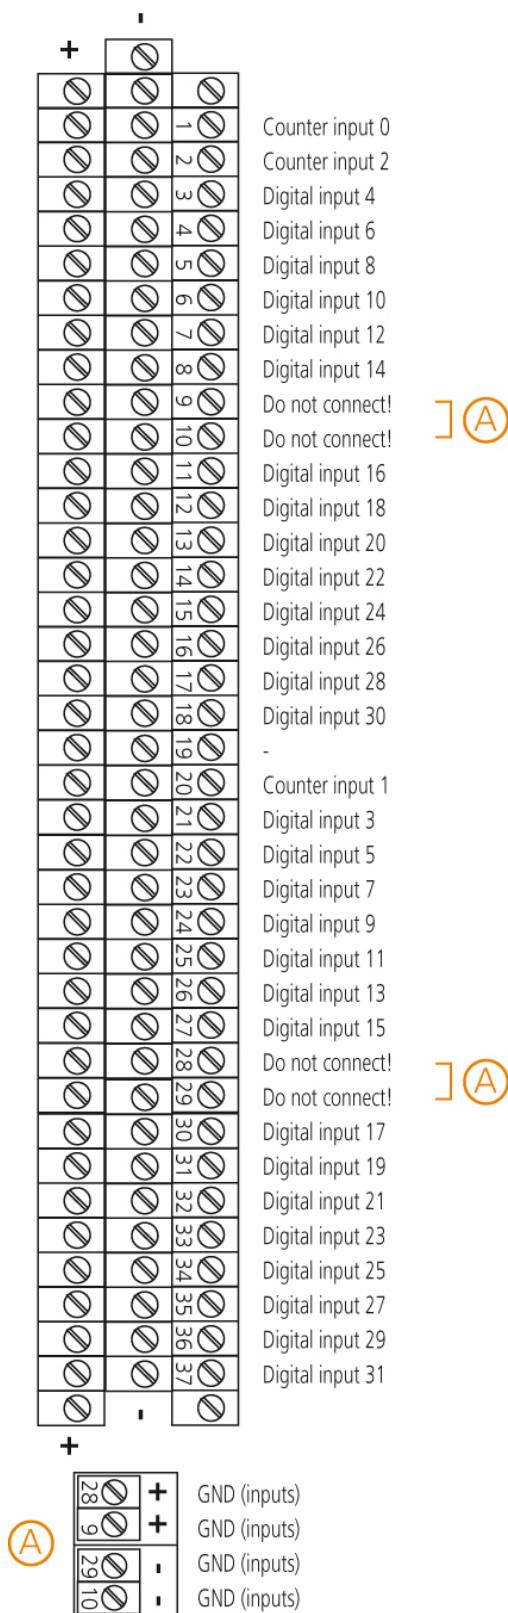 -
+
1 Counter input 0
2 Counter input 2
3 Digital input 4
4 Digital input 6
5 Digital input 8
6 Digital input 10
7 Digital input 12
8 Digital input 14
9 Do not connect!
A
10 Do not connect!
11 Digital input 16
12 Digital input 18
13 Digital input 20
14 Digital input 22
15 Digital input 24
16 Digital input 26
17 Digital input 28
18 Digital input 30
19 -
20 Counter input 1
21 Digital input 3
22 Digital input 5
23 Digital input 7
24 Digital input 9
25 Digital input 11
26 Digital input 13
27 Digital input 15
28 Do not connect!
A
29 Do not connect!
30 Digital input 17
31 Digital input 19
32 Digital input 21
33 Digital input 23
34 Digital input 25
35 Digital input 27
36 Digital input 29
37 Digital input 31
-
+
28 + GND (inputs)
9 + GND (inputs)
A
29 - GND (inputs)
10 - GND (inputs)